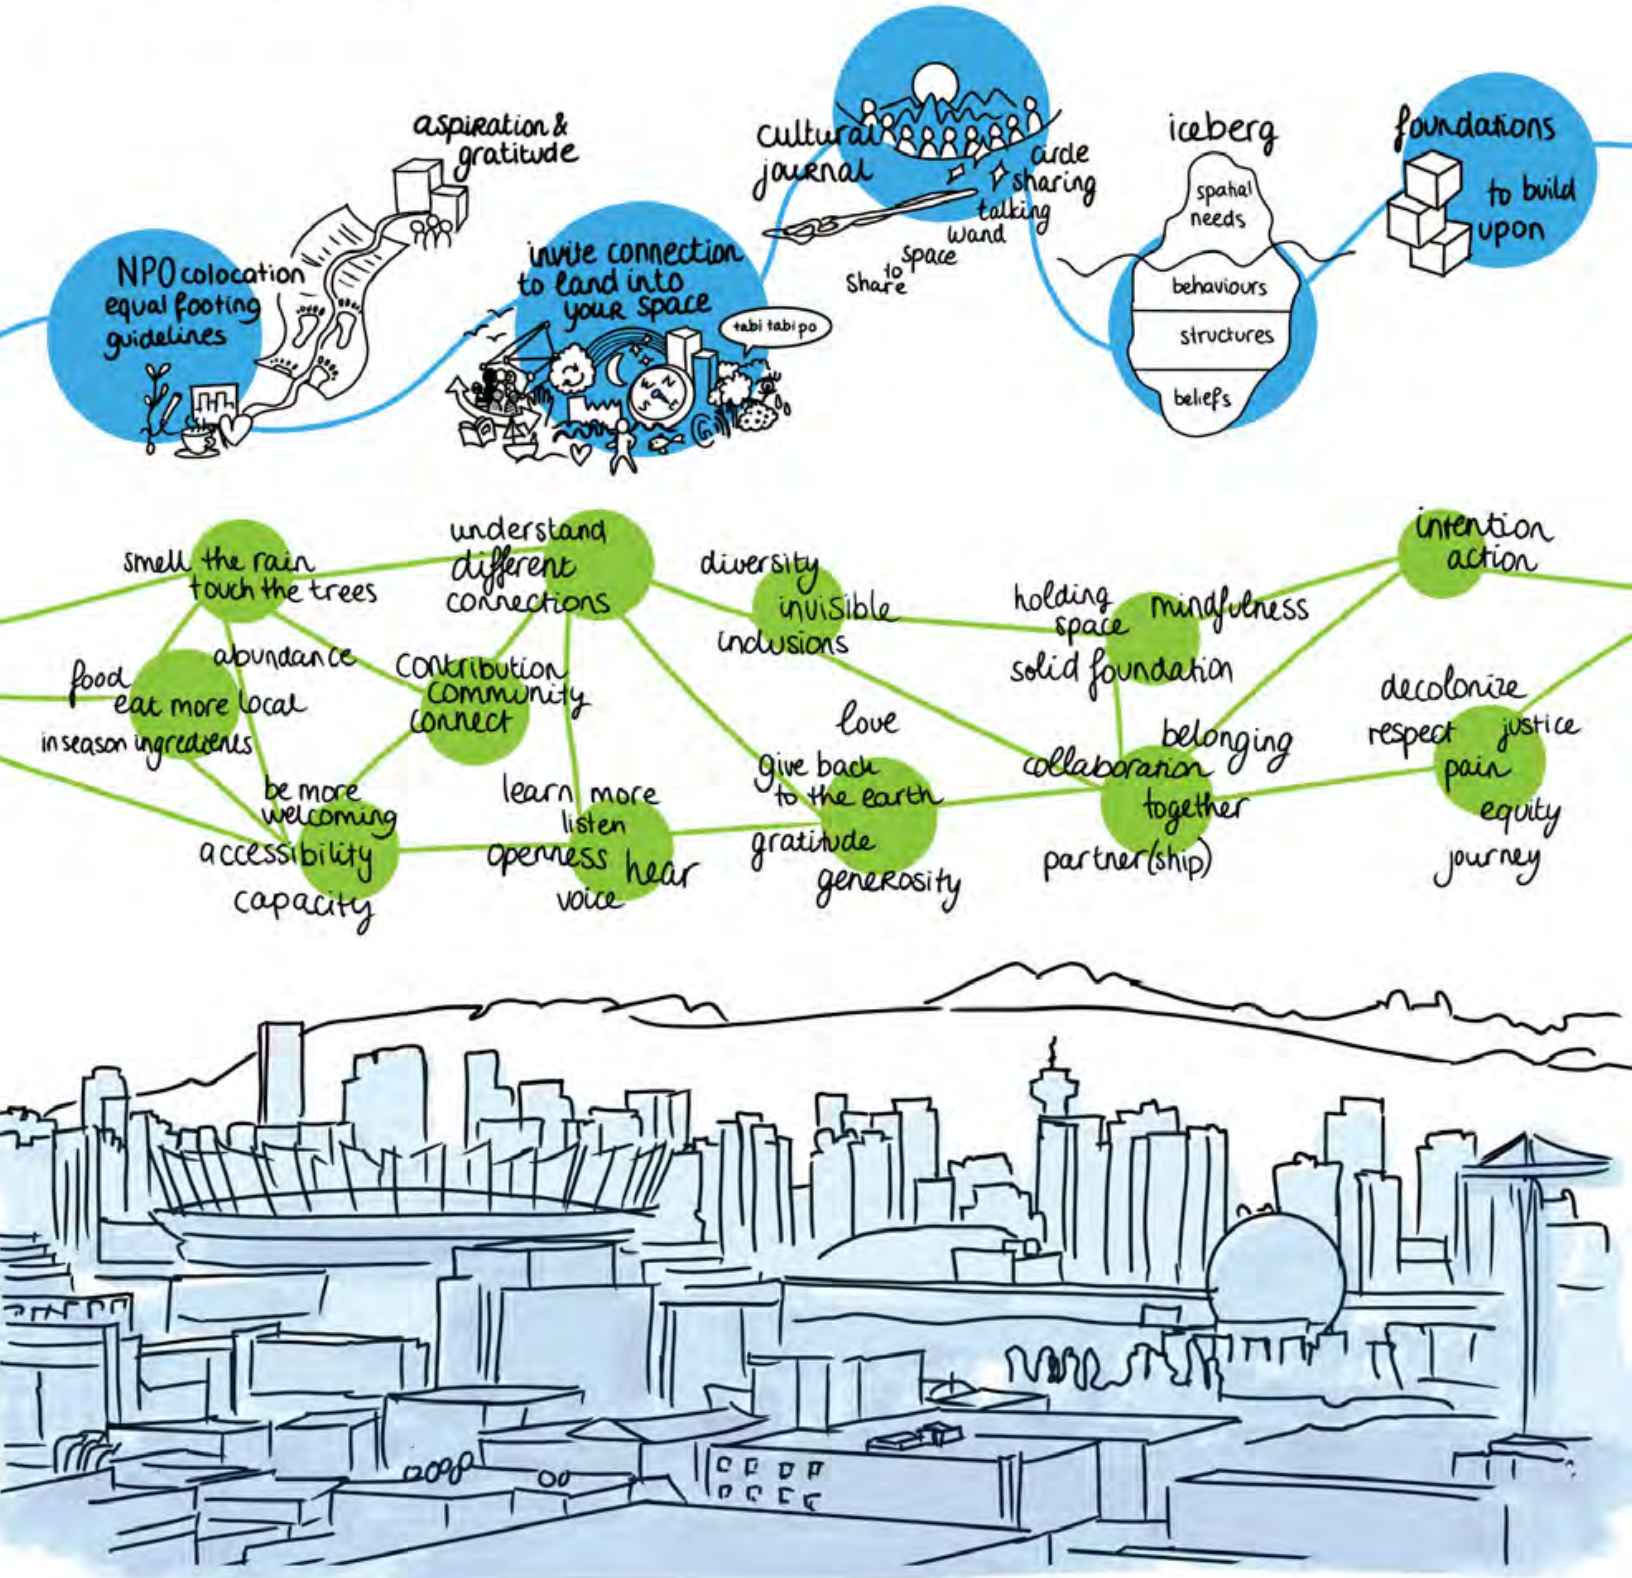 NPO colocation
equal footing
guidelines
aspiration &
gratitude
invite connection
to land into
your space
tabi tabi po
N
E
S
W
cultural
journal
circle
sharing
talking
wand
space
to
share
iceberg
spatial
needs
behaviours
structures
beliefs
foundations
to build
upon
smell the rain
touch the trees
understand
different
connections
diversity
invisible
inclusions
holding
space
mindfulness
solid foundation
intention
action
food
abundance
eat more local
in season ingredients
contribution
community
connect
love
give back
to the earth
gratitude
generosity
belonging
collaboration
together
partner(ship)
decolonize
respect justice
pain
equity
journey
be more
welcoming
accessibility
capacity
learn more
listen
openness hear
voice